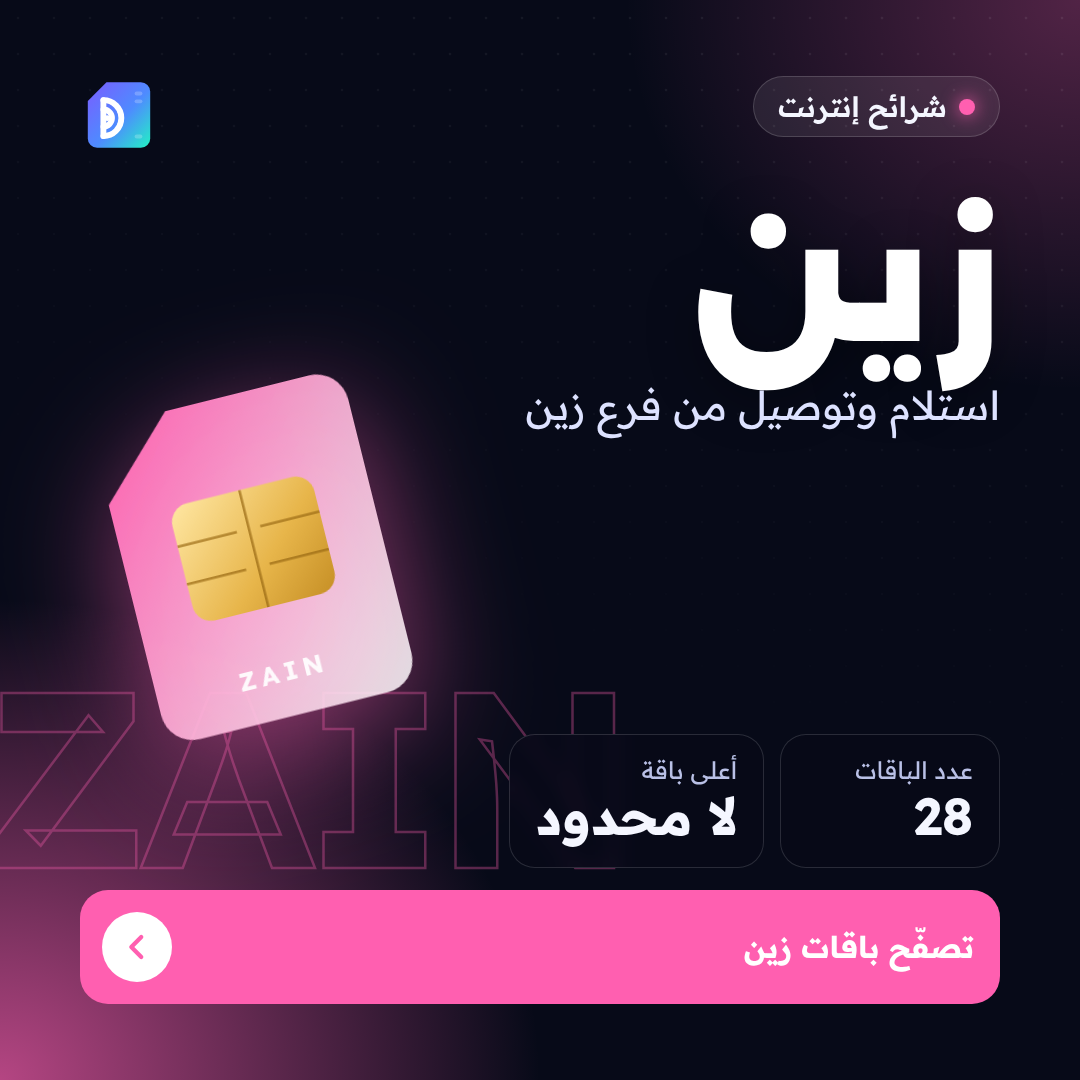 شرائح إنترنت
زين
استلام وتوصيل من فرع زين
ZAIN
ZAIN
عدد الباقات
28
أعلى باقة
لا محدود
تصفّح باقات زين